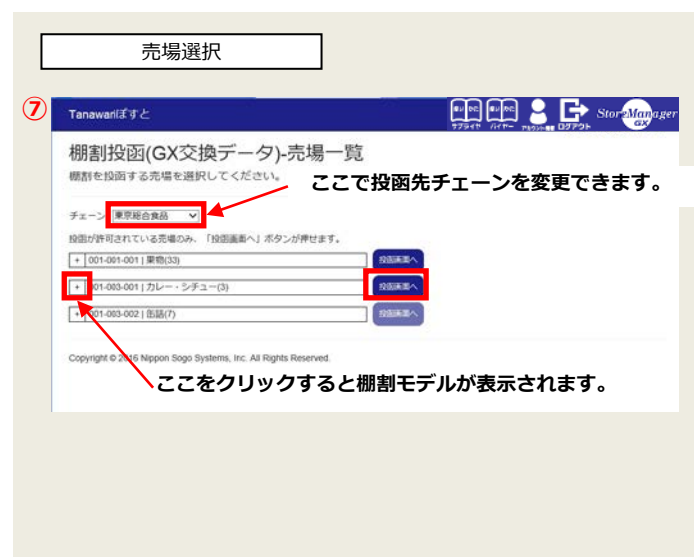 売場選択
⑦
Tanawariぽすと
サプライヤ バイヤー アカウント情報 ログアウト StoreManager GX
棚割投函(GX交換データ)-売場一覧
棚割を投函する売場を選択してください。
ここで投函先チェーンを変更できます。
チェーン 東京総合食品
投函が許可されている売場のみ、「投函画面へ」ボタンが押せます。
+ 001-001-001 | 果物(33) 投函画面へ
+ 001-003-001 | カレー・シチュー(3) 投函画面へ
+ 001-003-002 | 缶詰(7) 投函画面へ
Copyright © 2016 Nippon Sogo Systems, Inc. All Rights Reserved.
ここをクリックすると棚割モデルが表示されます。